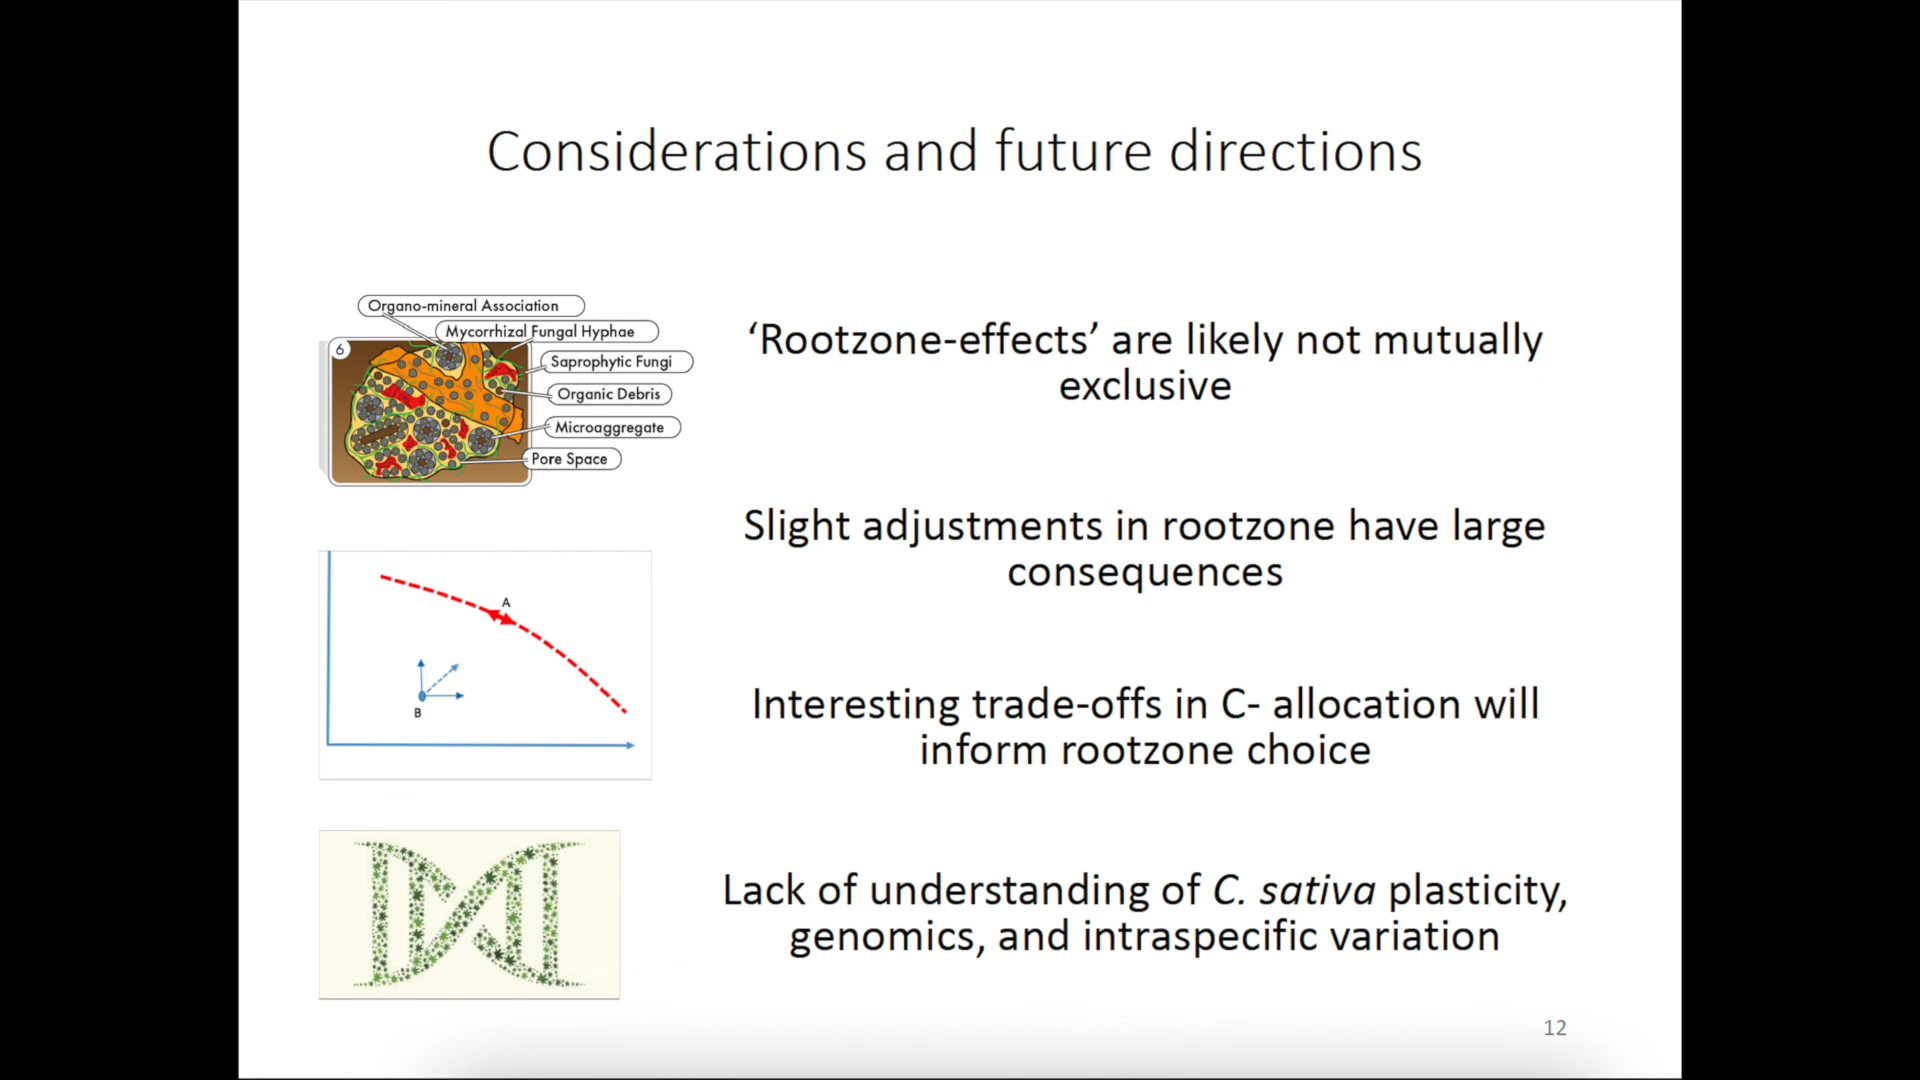 Considerations and future directions
Organo-mineral Association
Mycorrhizal Fungal Hyphae
6
Saprophytic Fungi
Organic Debris
Microaggregate
Pore Space
‘Rootzone-effects’ are likely not mutually
exclusive
Slight adjustments in rootzone have large
consequences
A
B
Interesting trade-offs in C- allocation will
inform rootzone choice
Lack of understanding of C. sativa plasticity,
genomics, and intraspecific variation
12